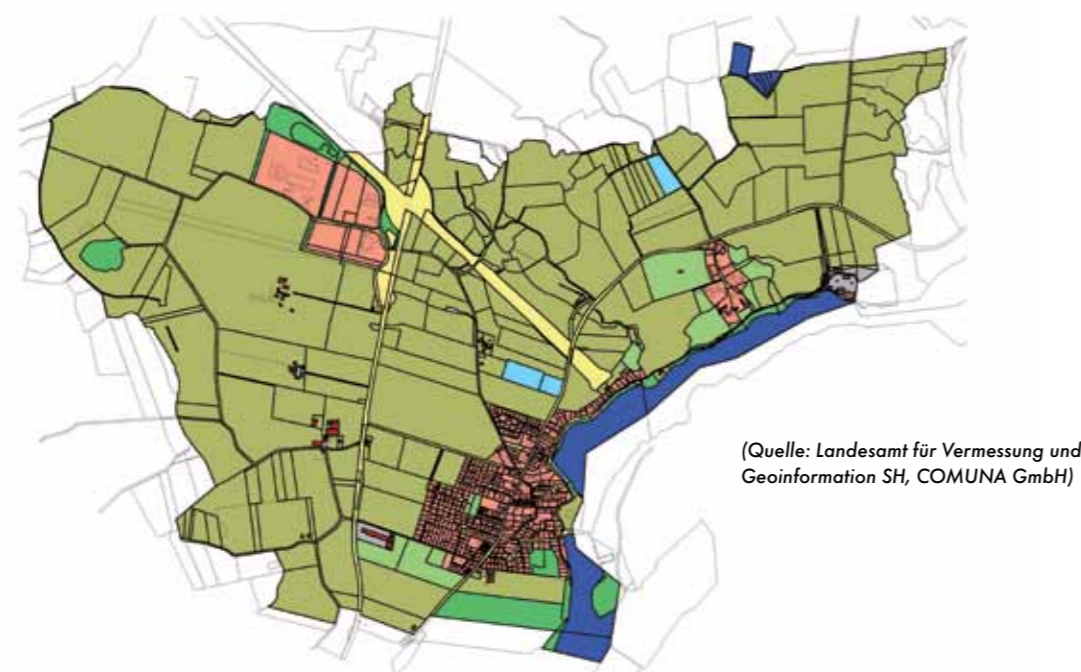 (Quelle: Landesamt für Vermessung und
Geoinformation SH, COMUNA GmbH)